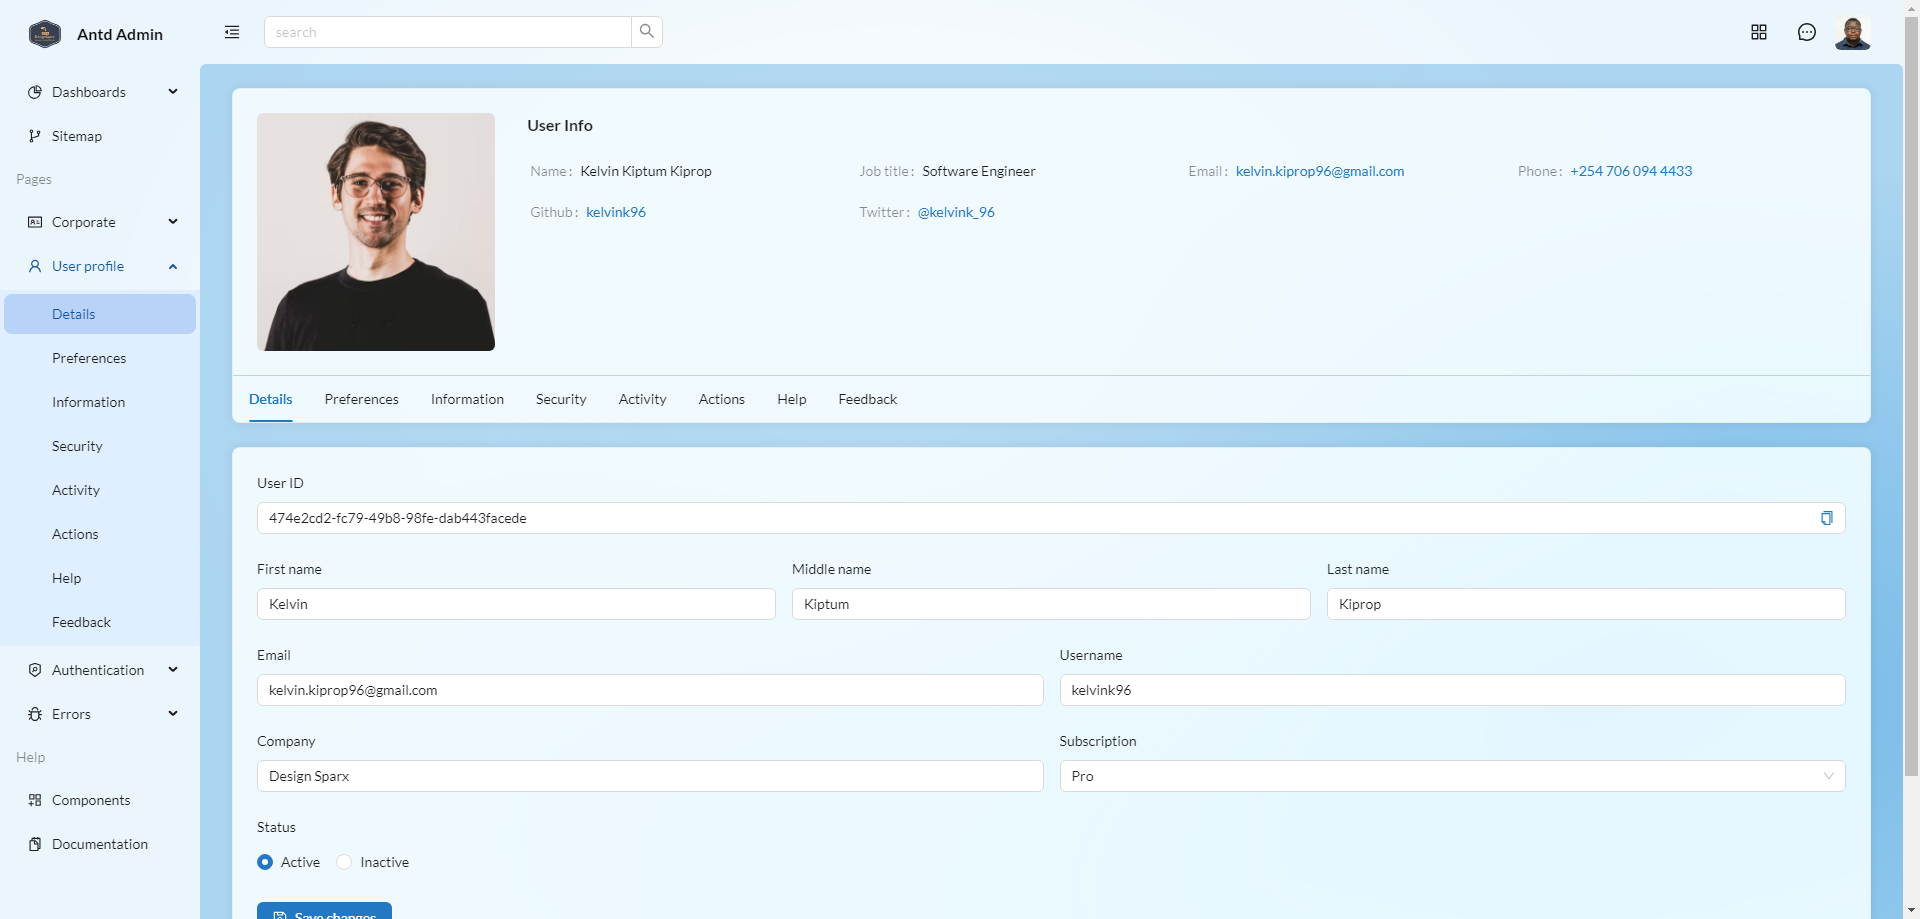 Antd Admin
search
Dashboards
Sitemap
Pages
Corporate
User profile
Details
Preferences
Information
Security
Activity
Actions
Help
Feedback
Authentication
Errors
Help
Components
Documentation
User Info
Name : Kelvin Kiptum Kiprop
Job title : Software Engineer
Email : kelvin.kiprop96@gmail.com
Phone : +254 706 094 4433
Github : kelvink96
Twitter : @kelvink_96
Details Preferences Information Security Activity Actions Help Feedback
User ID
474e2cd2-fc79-49b8-98fe-dab443facede
First name
Kelvin
Middle name
Kiptum
Last name
Kiprop
Email
kelvin.kiprop96@gmail.com
Username
kelvink96
Company
Design Sparx
Subscription
Pro
Status
Active Inactive
Save changes